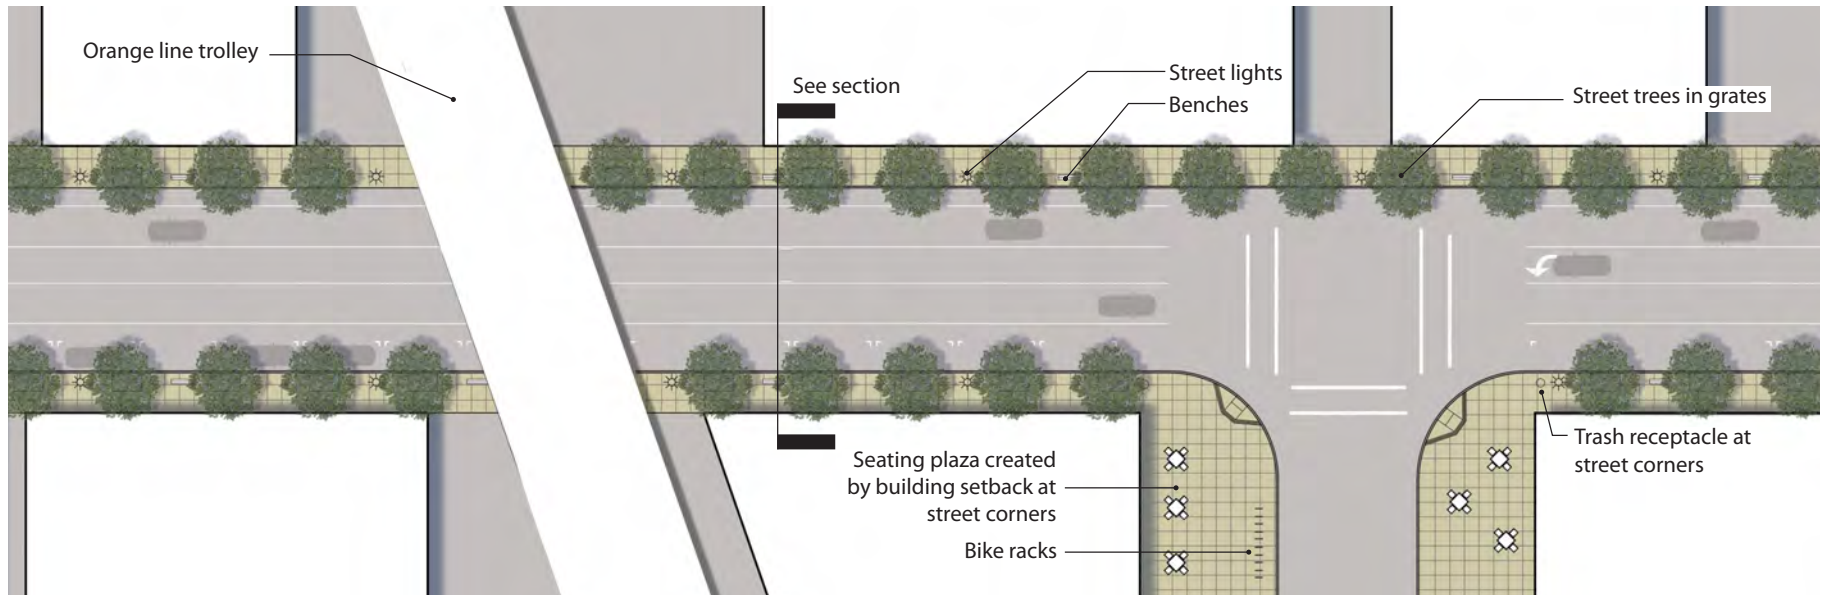 Orange line trolley
See section
Street lights
Benches
Street trees in grates
Seating plaza created
by building setback at
street corners
Bike racks
Trash receptacle at
street corners